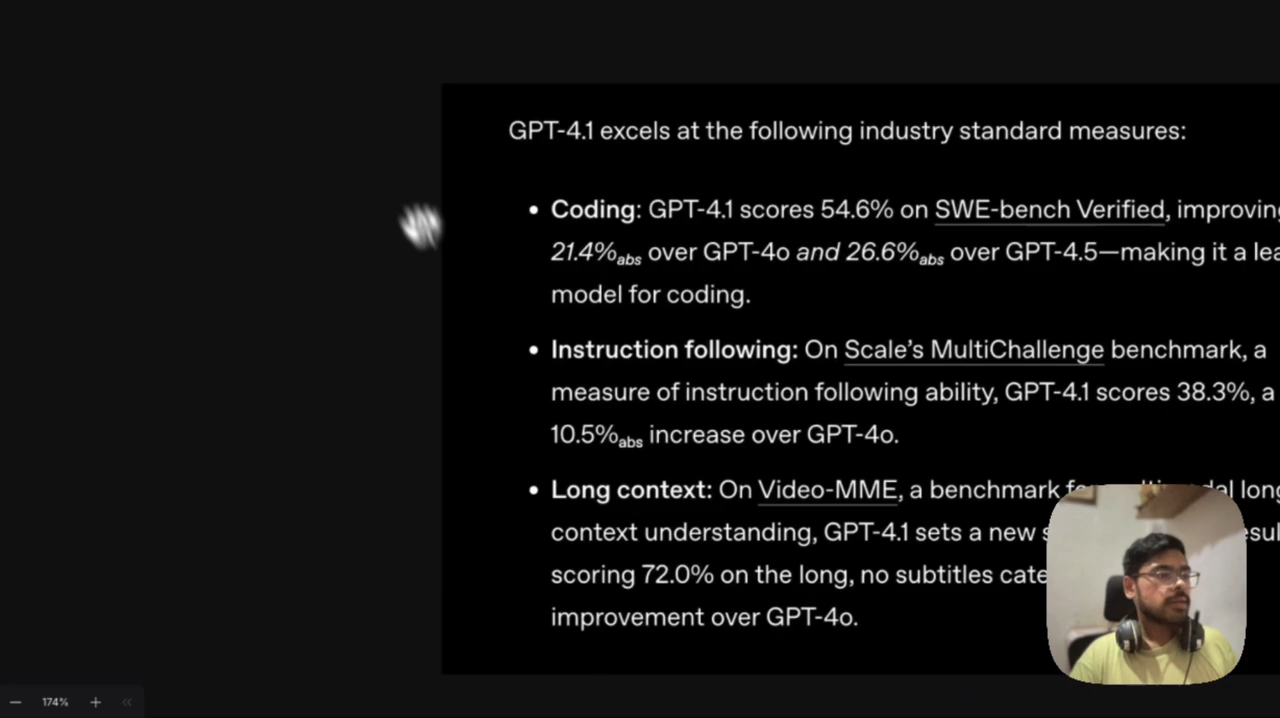 GPT-4.1 excels at the following industry standard measures:
• Coding: GPT-4.1 scores 54.6% on SWE-bench Verified, improving
21.4%abs over GPT-4o and 26.6%abs over GPT-4.5—making it a
model for coding.
• Instruction following: On Scale's MultiChallenge benchmark, a
measure of instruction following ability, GPT-4.1 scores 38.3%, a
10.5%abs increase over GPT-4o.
• Long context: On Video-MME, a benchmark long
context understanding, GPT-4.1 sets a new
scoring 72.0% on the long, no subtitles
improvement over GPT-4o.
− 174% + «